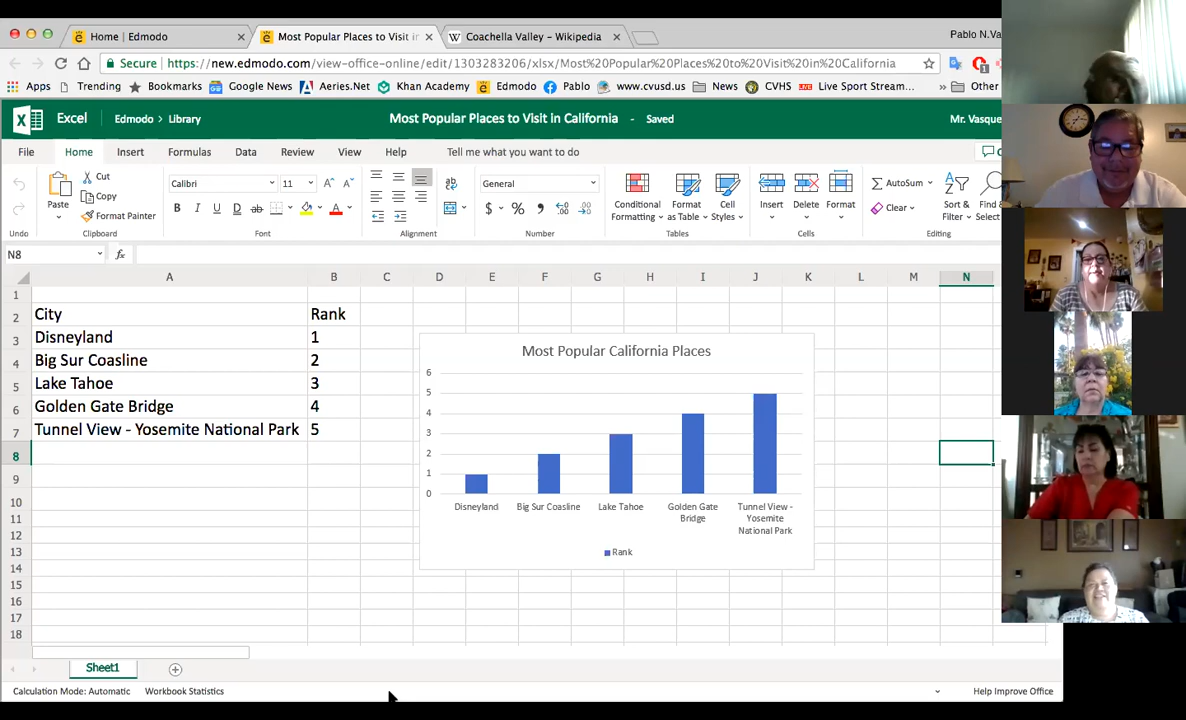 Home | Edmodo
Most Popular Places to Visit in
Coachella Valley - Wikipedia
Pablo N.Va
Secure
https://new.edmodo.com/view-office-online/edit/1303283206/xlsx/Most%20Popular%20Places%20to%20Visit%20in%20California
Apps
Trending
Bookmarks
Google News
Aeries.Net
Khan Academy
Edmodo
Pablo
www.cvusd.us
News
CVHS
LIVE
Live Sport Stream...
»
Other
Excel
Edmodo > Library
Most Popular Places to Visit in California - Saved
Mr. Vasque
File
Home
Insert
Formulas
Data
Review
View
Help
Tell me what you want to do
Paste
Cut
Copy
Format Painter
Calibri
11
B I U D ab
General
$ % ,
Conditional
Formatting
Format
as Table
Cell
Styles
Insert
Delete
Format
AutoSum
Clear
Sort &
Filter
Find &
Select
Undo
Clipboard
Font
Alignment
Number
Tables
Cells
Editing
N8
fx
A B C D E F G H I J K L M N
1
2 City Rank
3 Disneyland 1
4 Big Sur Coasline 2
5 Lake Tahoe 3
6 Golden Gate Bridge 4
7 Tunnel View - Yosemite National Park 5
8
9
10
11
12
13
14
15
16
17
18
Most Popular California Places
6
5
4
3
2
1
0
Disneyland
Big Sur Coasline
Lake Tahoe
Golden Gate
Bridge
Tunnel View -
Yosemite
National Park
Rank
Sheet1
Calculation Mode: Automatic
Workbook Statistics
Help Improve Office